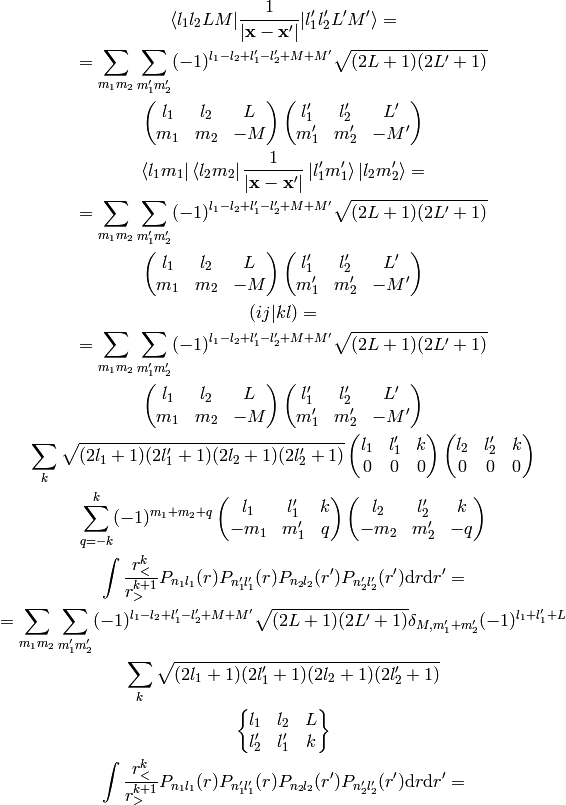 \langle l_1 l_2 L M | \frac{1}{|\mathbf{x} - \mathbf{x}'|} | l_1' l_2' L' M' \rangle =
= \sum_{m_1 m_2} \sum_{m_1' m_2'} (-1)^{l_1 - l_2 + l_1' - l_2' + M + M'} \sqrt{(2L+1)(2L'+1)}
\begin{pmatrix} l_1 & l_2 & L \\ m_1 & m_2 & -M \end{pmatrix} \begin{pmatrix} l_1' & l_2' & L' \\ m_1' & m_2' & -M' \end{pmatrix}
\langle l_1 m_1 | \langle l_2 m_2 | \frac{1}{|\mathbf{x} - \mathbf{x}'|} | l_1' m_1' \rangle | l_2 m_2' \rangle =
= \sum_{m_1 m_2} \sum_{m_1' m_2'} (-1)^{l_1 - l_2 + l_1' - l_2' + M + M'} \sqrt{(2L+1)(2L'+1)}
\begin{pmatrix} l_1 & l_2 & L \\ m_1 & m_2 & -M \end{pmatrix} \begin{pmatrix} l_1' & l_2' & L' \\ m_1' & m_2' & -M' \end{pmatrix}
(ij|kl) =
= \sum_{m_1 m_2} \sum_{m_1' m_2'} (-1)^{l_1 - l_2 + l_1' - l_2' + M + M'} \sqrt{(2L+1)(2L'+1)}
\begin{pmatrix} l_1 & l_2 & L \\ m_1 & m_2 & -M \end{pmatrix} \begin{pmatrix} l_1' & l_2' & L' \\ m_1' & m_2' & -M' \end{pmatrix}
\sum_k \sqrt{(2l_1+1)(2l_1'+1)(2l_2+1)(2l_2'+1)} \begin{pmatrix} l_1 & l_1' & k \\ 0 & 0 & 0 \end{pmatrix} \begin{pmatrix} l_2 & l_2' & k \\ 0 & 0 & 0 \end{pmatrix}
\sum_{q=-k}^{k} (-1)^{m_1 + m_2 + q} \begin{pmatrix} l_1 & l_1' & k \\ -m_1 & m_1' & q \end{pmatrix} \begin{pmatrix} l_2 & l_2' & k \\ -m_2 & m_2' & -q \end{pmatrix}
\int \frac{r_<^k}{r_>^{k+1}} P_{n_1 l_1}(r) P_{n_1' l_1'}(r) P_{n_2 l_2}(r') P_{n_2' l_2'}(r') \mathrm{d}r \mathrm{d}r' =
= \sum_{m_1 m_2} \sum_{m_1' m_2'} (-1)^{l_1 - l_2 + l_1' - l_2' + M + M'} \sqrt{(2L+1)(2L'+1)} \delta_{M, m_1' + m_2'} (-1)^{l_1 + l_1' + L}
\sum_k \sqrt{(2l_1+1)(2l_1'+1)(2l_2+1)(2l_2'+1)}
\begin{Bmatrix} l_1 & l_2 & L \\ l_2' & l_1' & k \end{Bmatrix}
\int \frac{r_<^k}{r_>^{k+1}} P_{n_1 l_1}(r) P_{n_1' l_1'}(r) P_{n_2 l_2}(r') P_{n_2' l_2'}(r') \mathrm{d}r \mathrm{d}r' =